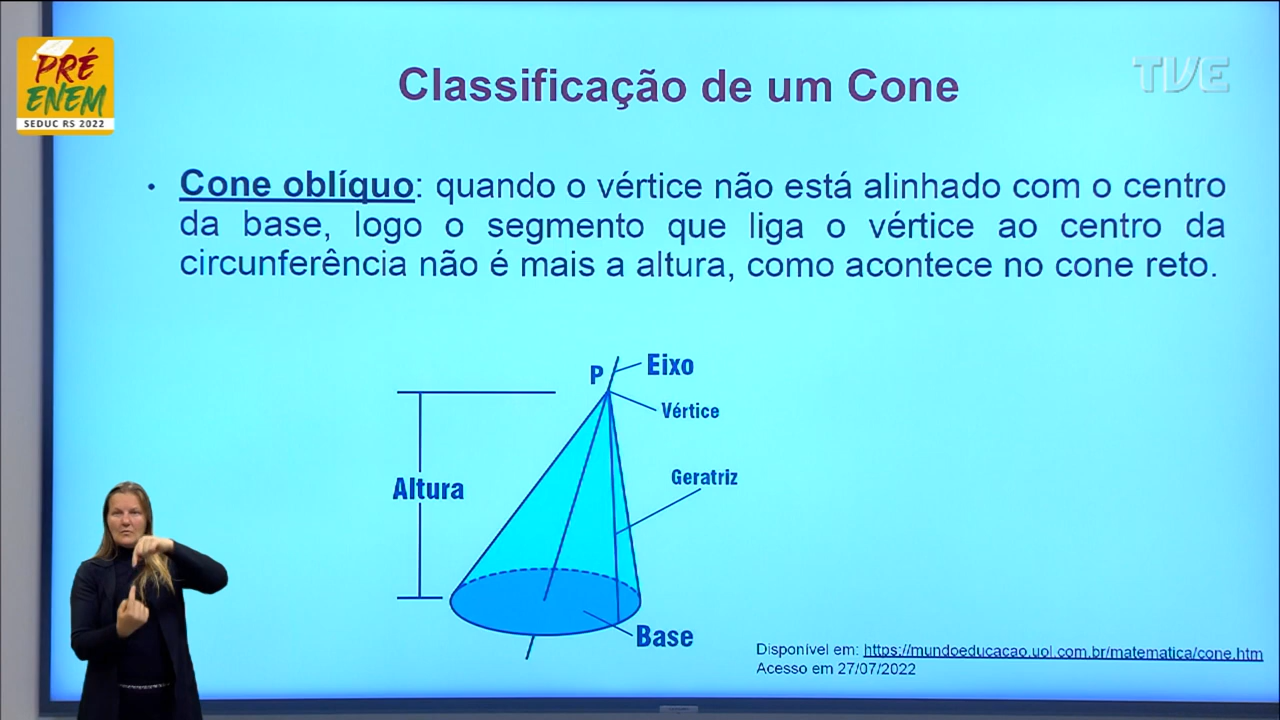 PRÉ
ENEM
SEDUC RS 2022
TVE
Classificação de um Cone
• Cone oblíquo: quando o vértice não está alinhado com o centro
da base, logo o segmento que liga o vértice ao centro da
circunferência não é mais a altura, como acontece no cone reto.
P
Eixo
Vértice
Geratriz
Altura
Base
Disponível em: https://mundoeducacao.uol.com.br/matematica/cone.htm
Acesso em 27/07/2022